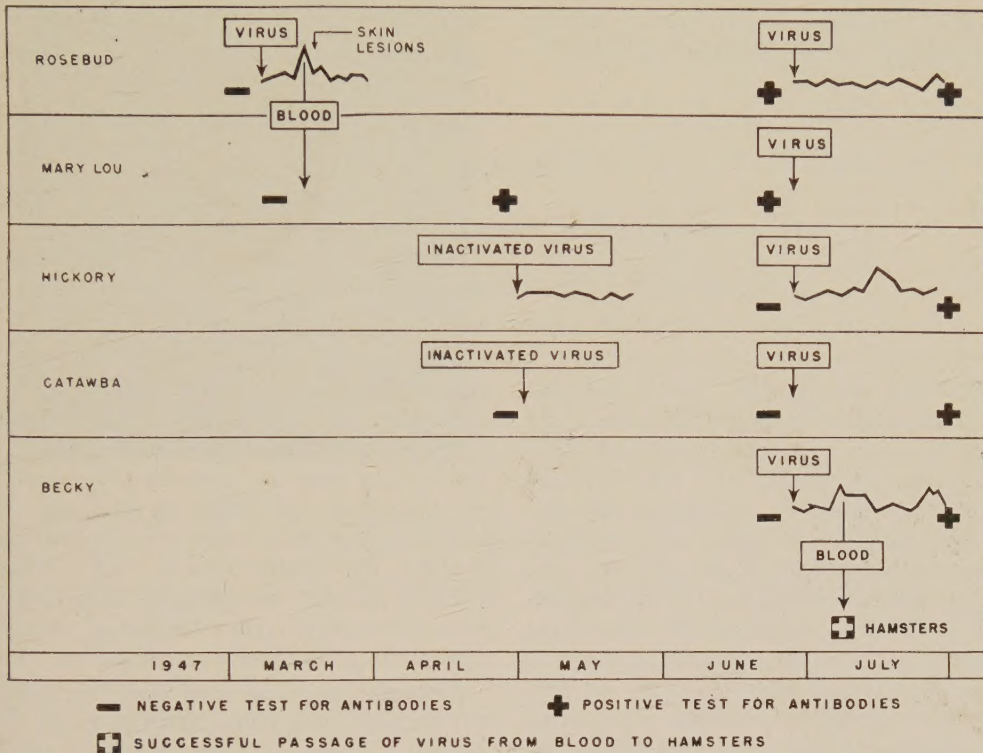 VIRUS
SKIN
LESIONS
VIRUS
ROSEBUD
BLOOD
VIRUS
MARY LOU
INACTIVATED VIRUS
VIRUS
HICKORY
INACTIVATED VIRUS
VIRUS
CATAWBA
VIRUS
BECKY
BLOOD
HAMSTERS
1947 MARCH APRIL MAY JUNE JULY
NEGATIVE TEST FOR ANTIBODIES POSITIVE TEST FOR ANTIBODIES
SUCCESSFUL PASSAGE OF VIRUS FROM BLOOD TO HAMSTERS